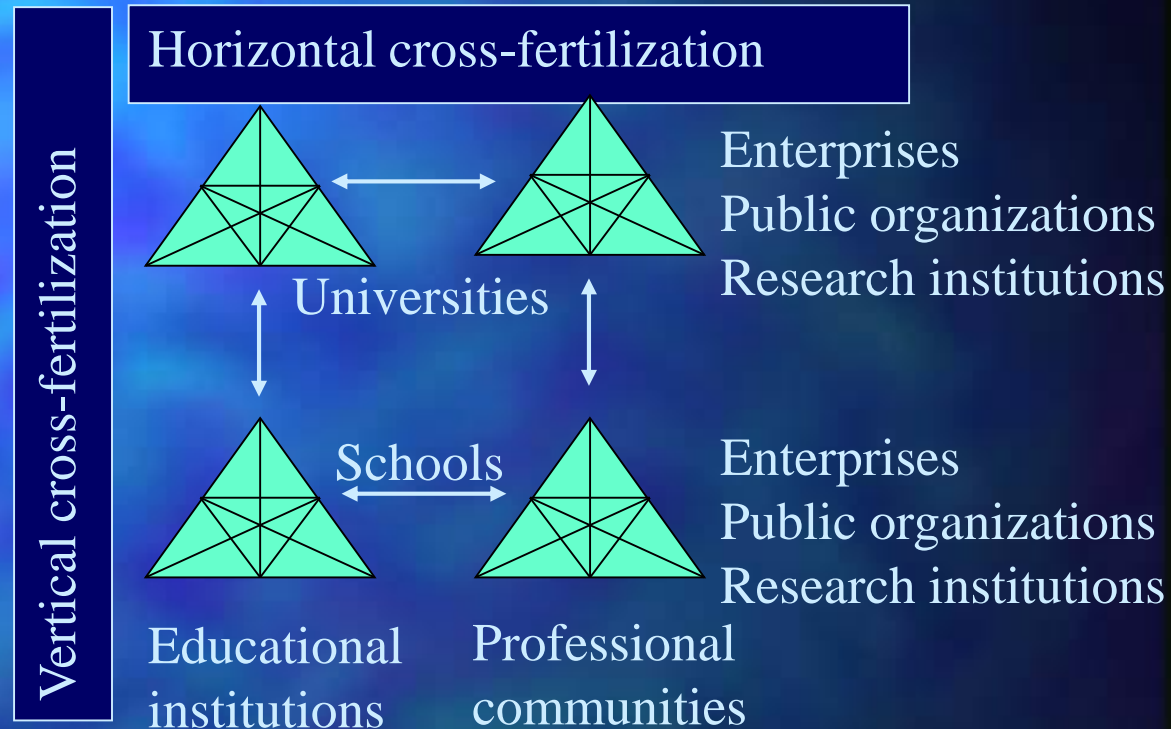 Horizontal cross-fertilization
Vertical cross-fertilization
Enterprises
Public organizations
Research institutions
Universities
Schools
Enterprises
Public organizations
Research institutions
Educational
institutions
Professional
communities